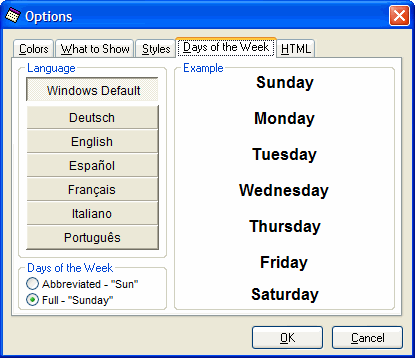 Options
Colors What to Show Styles Days of the Week HTML
Language
Windows Default
Deutsch
English
Español
Français
Italiano
Português
Days of the Week
Abbreviated - "Sun"
Full - "Sunday"
Example
Sunday
Monday
Tuesday
Wednesday
Thursday
Friday
Saturday
OK Cancel